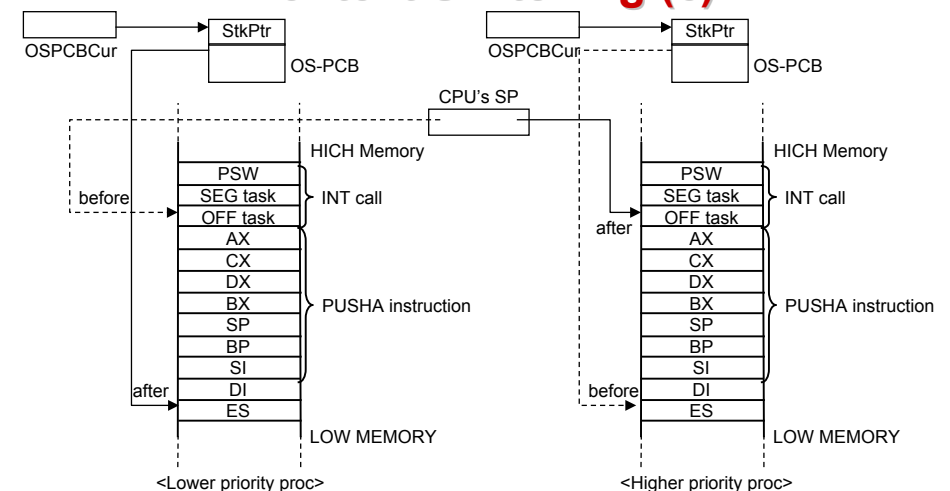 StkPtr
OSPCBCur
OS-PCB
StkPtr
OSPCBCur
OS-PCB
CPU's SP
HICH Memory
PSW
SEG task
OFF task
INT call
before
AX
CX
DX
BX
SP
BP
SI
DI
ES
PUSHA instruction
after
LOW MEMORY
<Lower priority proc>
HICH Memory
PSW
SEG task
OFF task
INT call
after
AX
CX
DX
BX
SP
BP
SI
DI
ES
PUSHA instruction
before
LOW MEMORY
<Higher priority proc>